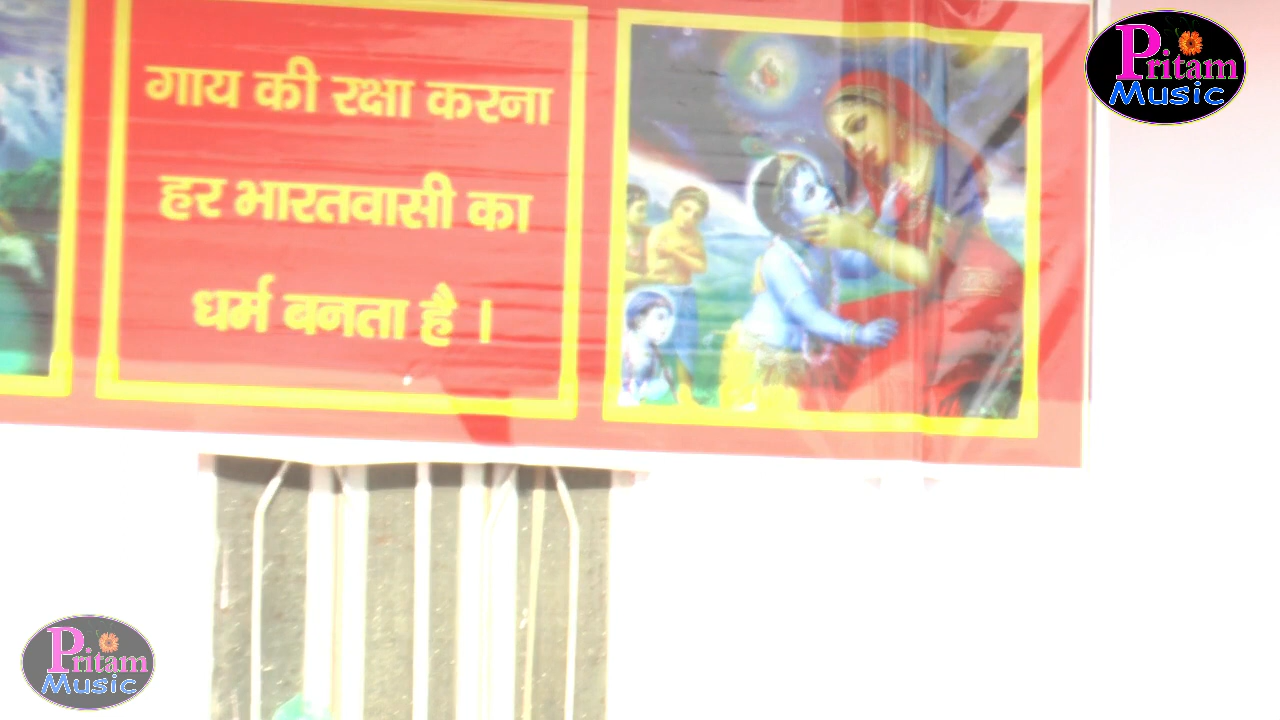 गाय की रक्षा करना
हर भारतवासी का
धर्म बनता है ।
Pritam
Music
Pritam
Music